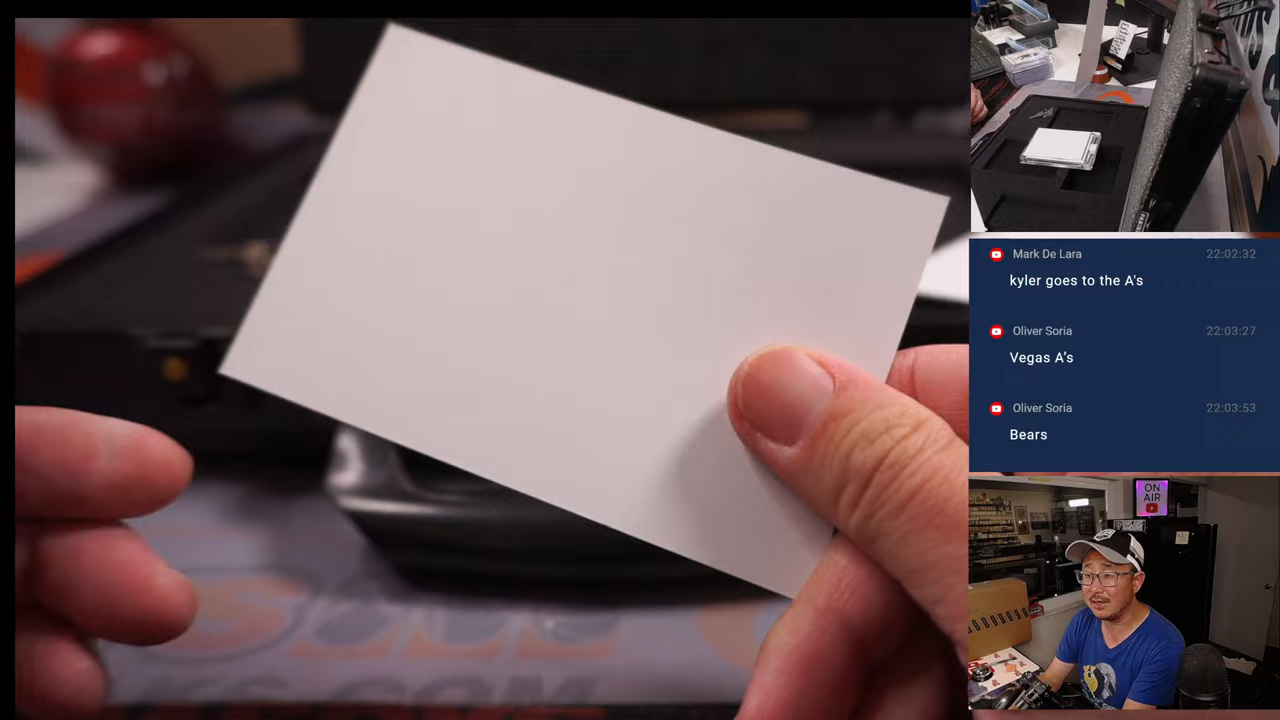 Mark De Lara 22:02:32
kyler goes to the A's
Oliver Soria 22:03:27
Vegas A's
Oliver Soria 22:03:53
Bears
ON
AIR